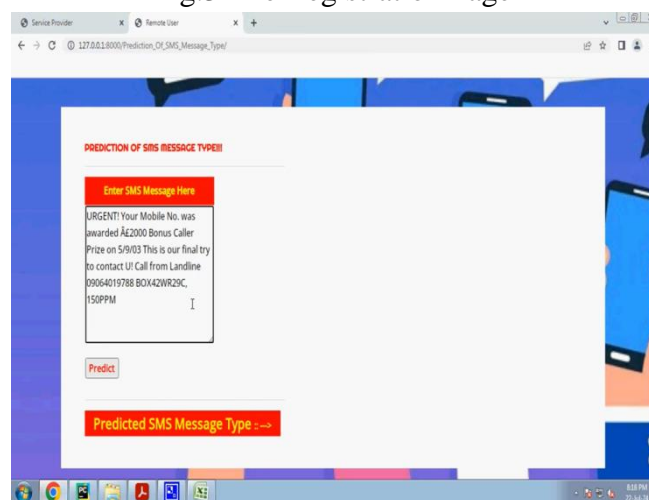 Service Provider
Remote User
127.0.0.1:8000/Prediction_Of_SMS_Message_Type/
PREDICTION OF SMS MESSAGE TYPE!!!
Enter SMS Message Here
URGENT! Your Mobile No. was
awarded Â£2000 Bonus Caller
Prize on 5/9/03 This is our final try
to contact U! Call from Landline
09064019788 BOX42WR29C,
150PPM
Predict
Predicted SMS Message Type :: -->
8:18 PM